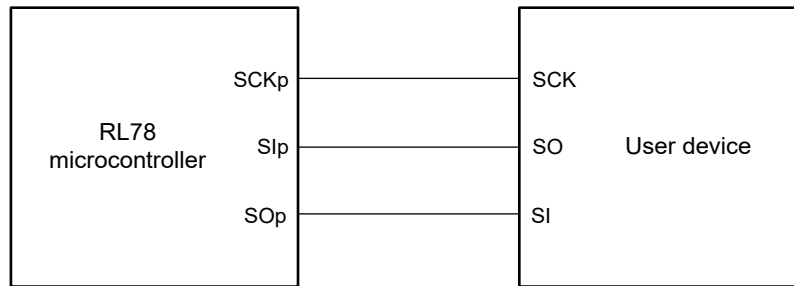 SCKp SCK
RL78
microcontroller
SIp SO User device
SOp SI